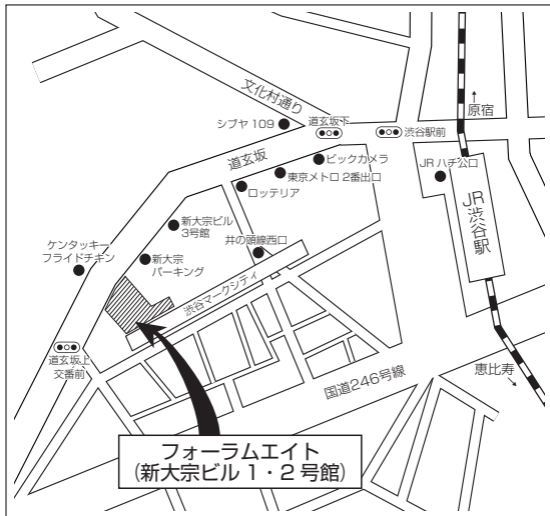 文化村通り
↑
原宿
シブヤ 109
道玄坂下
渋谷駅前
道玄坂
ビックカメラ
東京メトロ 2番出口
ロッテリア
JR ハチ公口
JR渋谷駅
新大宗ビル
3号館
井の頭線西口
ケンタッキー
フライドチキン
新大宗
パーキング
渋谷マークシティ
道玄坂上
交番前
国道246号線
恵比寿
↘
フォーラムエイト
(新大宗ビル 1・2 号館)